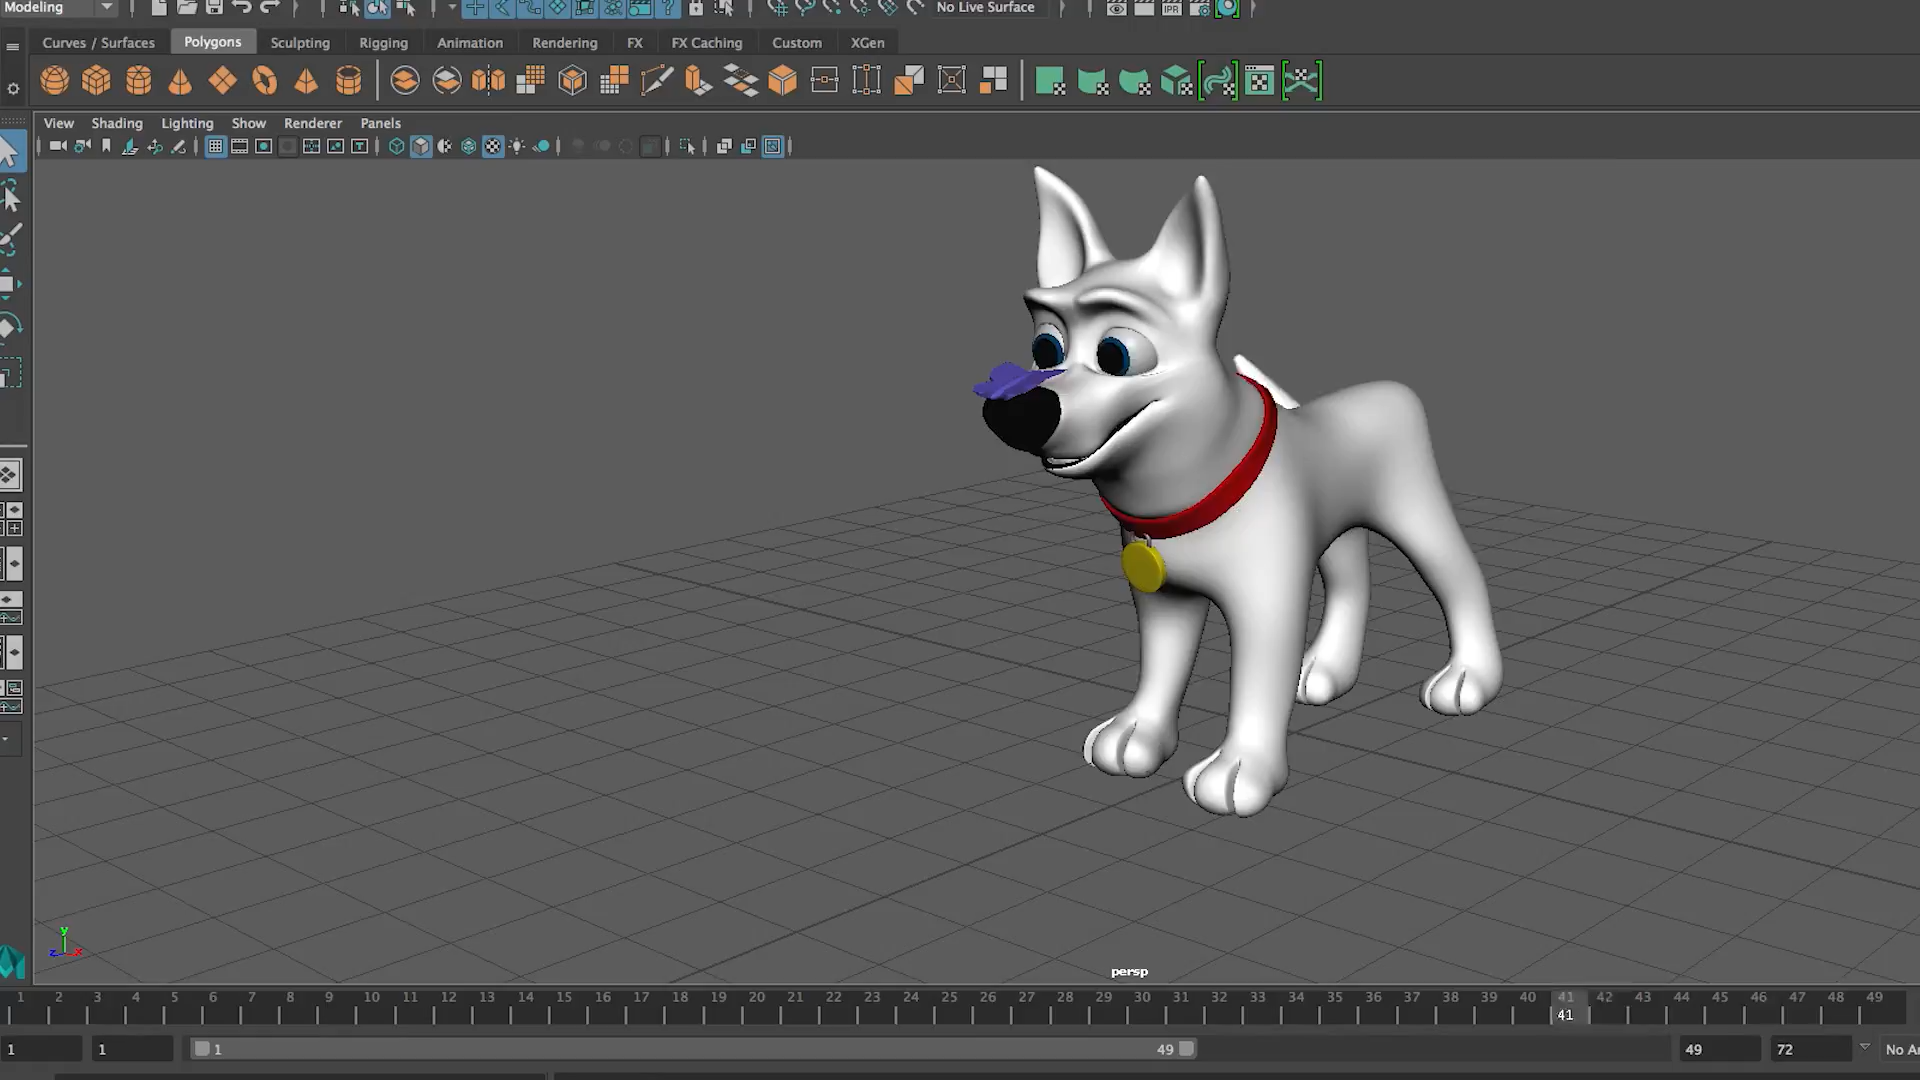 Modeling
No Live Surface
IPR
Curves / Surfaces Polygons Sculpting Rigging Animation Rendering FX FX Caching Custom XGen
View Shading Lighting Show Renderer Panels
y
z x
persp
1 2 3 4 5 6 7 8 9 10 11 12 13 14 15 16 17 18 19 20 21 22 23 24 25 26 27 28 29 30 31 32 33 34 35 36 37 38 39 40 41 42 43 44 45 46 47 48 49
41
1 1 1 49 49 72 No